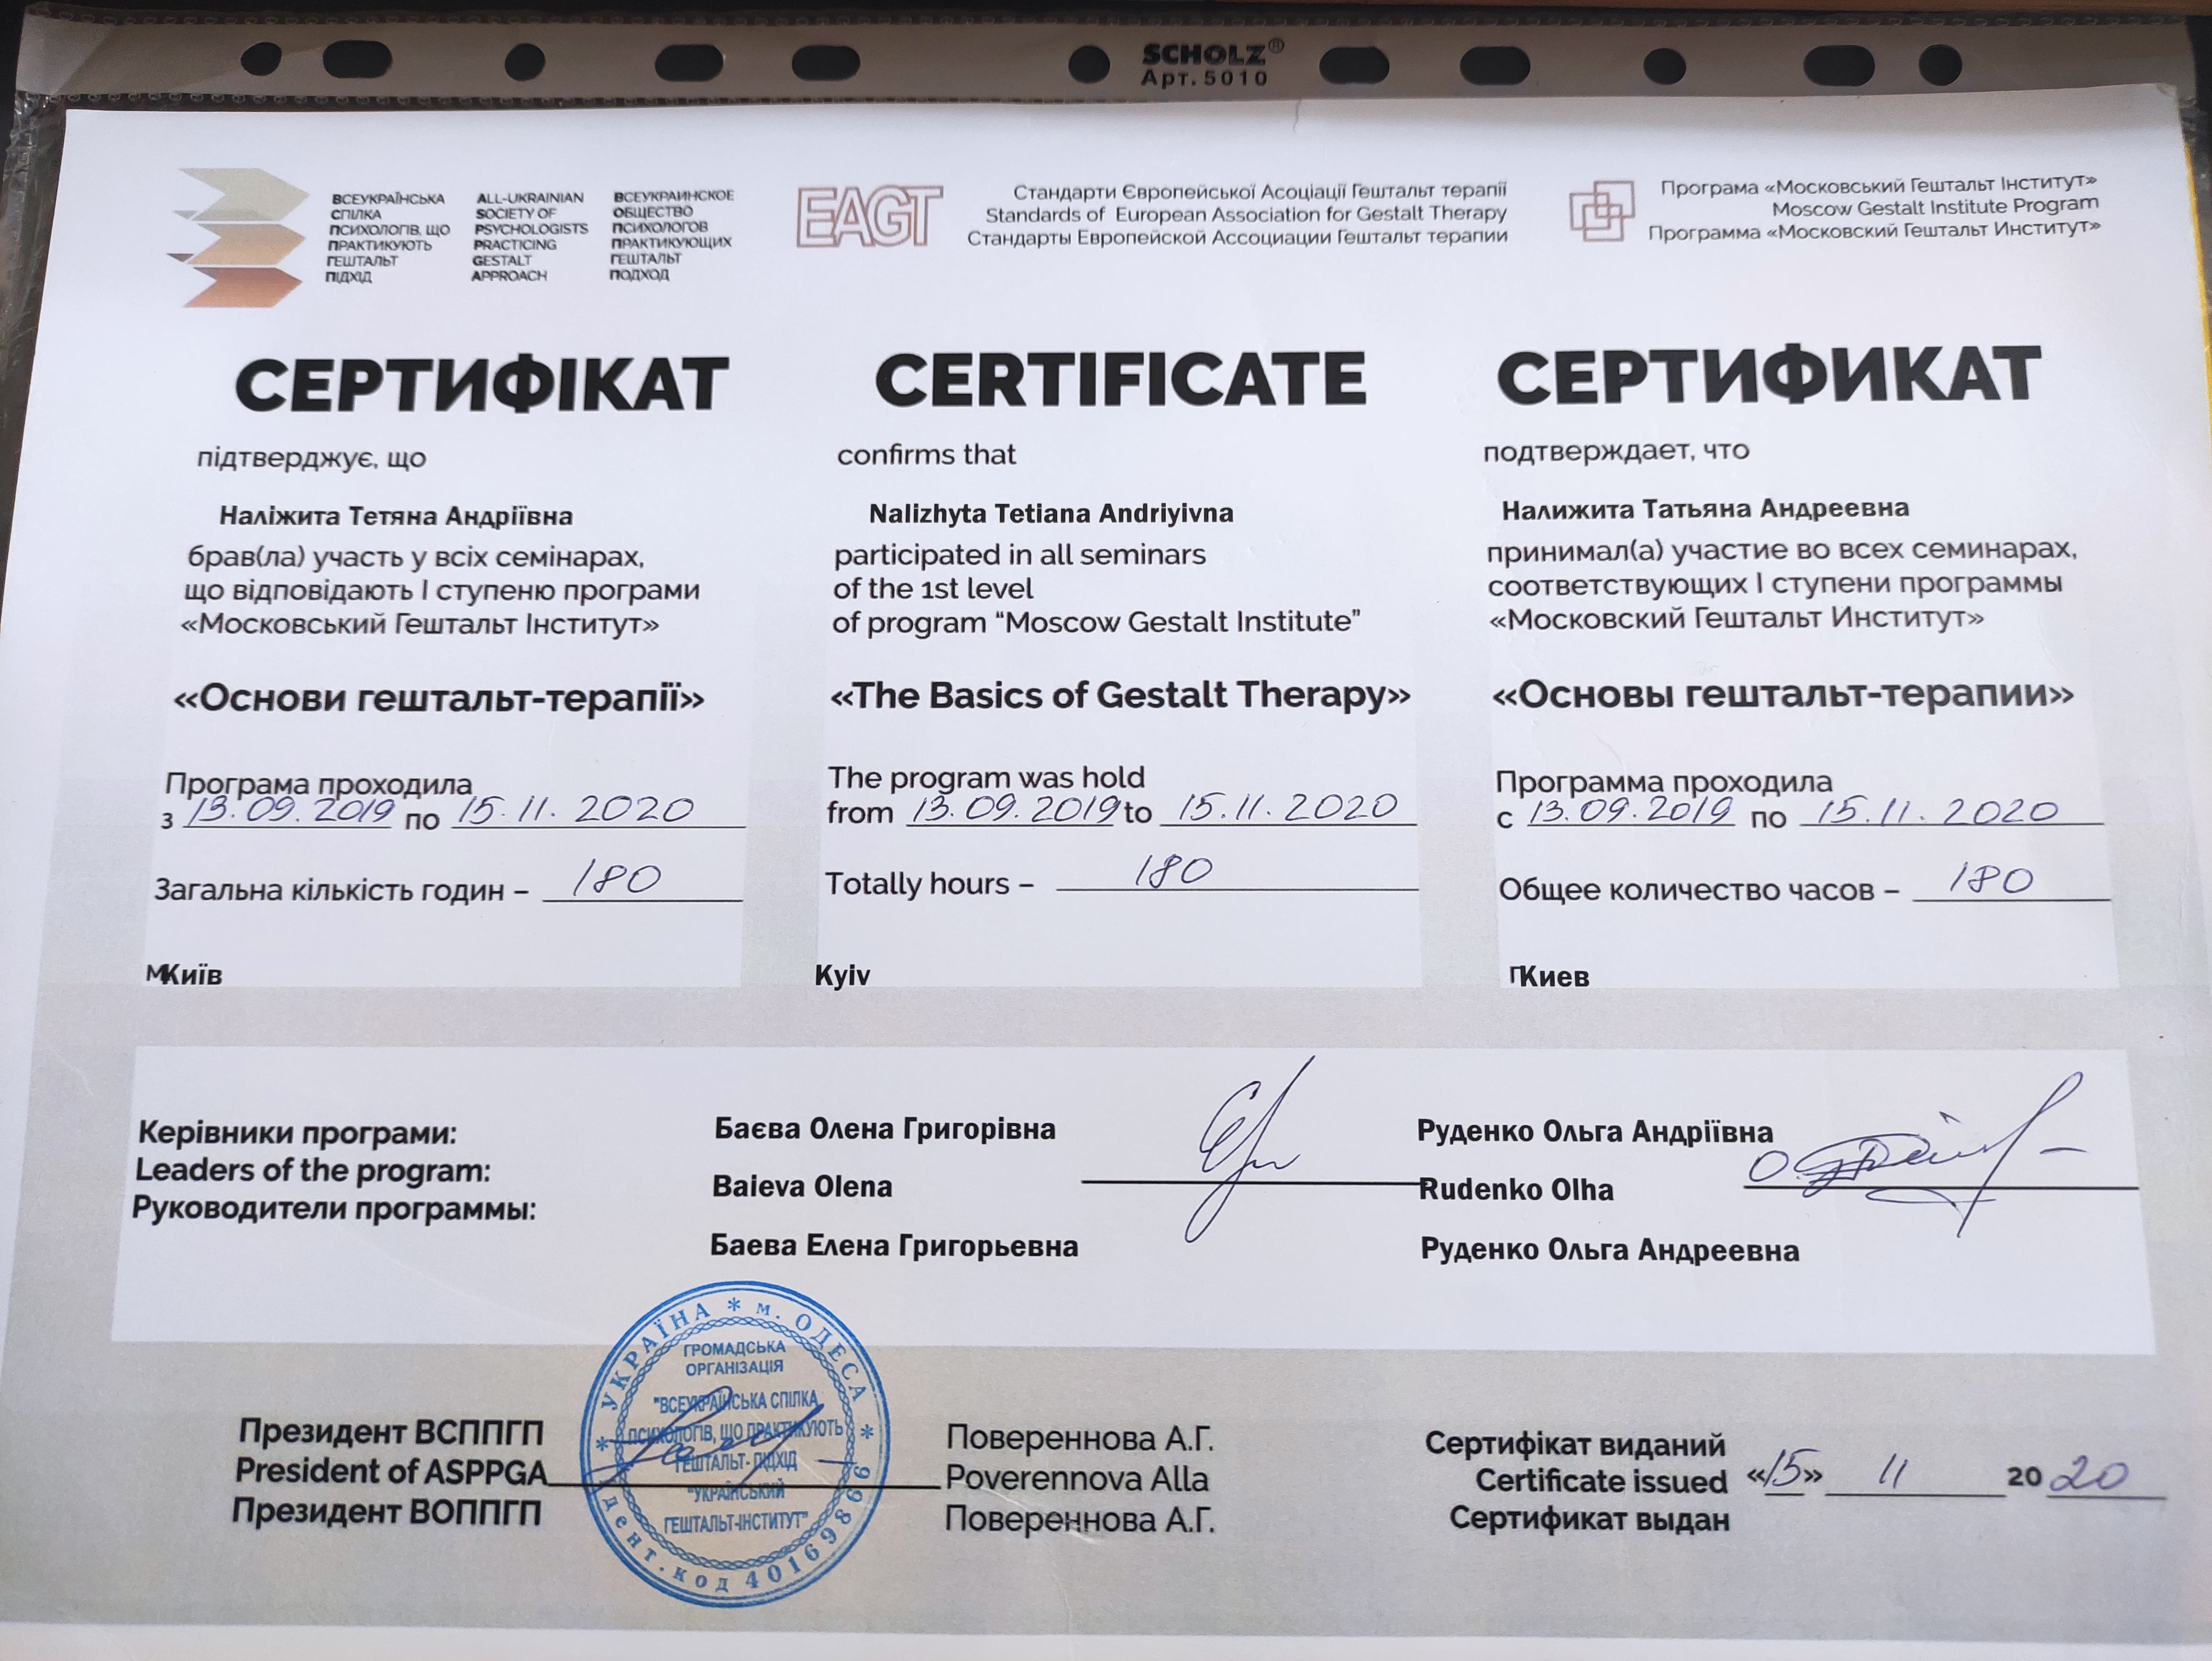 SCHOLZ®
Арт. 5010
ВСЕУКРАЇНСЬКА
СПІЛКА
ПСИХОЛОГІВ, ЩО
ПРАКТИКУЮТЬ
ГЕШТАЛЬТ
ПІДХІД
ALL-UKRAINIAN
SOCIETY OF
PSYCHOLOGISTS
PRACTICING
GESTALT
APPROACH
ВСЕУКРАИНСКОЕ
ОБЩЕСТВО
ПСИХОЛОГОВ
ПРАКТИКУЮЩИХ
ГЕШТАЛЬТ
ПОДХОД
EAGT
Стандарти Європейської Асоціації Гештальт терапії
Standards of European Association for Gestalt Therapy
Стандарты Европейской Ассоциации Гештальт терапии
Програма «Московський Гештальт Інститут»
Moscow Gestalt Institute Program
Программа «Московский Гештальт Институт»
СЕРТИФІКАТ
підтверджує, що
Наліжита Тетяна Андріївна
брав(ла) участь у всіх семінарах,
що відповідають І ступеню програми
«Московський Гештальт Інститут»
«Основи гештальт-терапії»
Програма проходила
з 13.09.2019 по 15.11.2020
Загальна кількість годин – 180
М Київ
CERTIFICATE
confirms that
Nalizhyta Tetiana Andriyivna
participated in all seminars
of the 1st level
of program “Moscow Gestalt Institute”
«The Basics of Gestalt Therapy»
The program was hold
from 13.09.2019 to 15.11.2020
Totally hours – 180
Kyiv
СЕРТИФИКАТ
подтверждает, что
Налижита Татьяна Андреевна
принимал(а) участие во всех семинарах,
соответствующих І ступени программы
«Московский Гештальт Институт»
«Основы гештальт-терапии»
Программа проходила
с 13.09.2019 по 15.11.2020
Общее количество часов – 180
г Киев
Керівники програми:
Leaders of the program:
Руководители программы:
Баєва Олена Григорівна
Baieva Olena
Баева Елена Григорьевна
Руденко Ольга Андріївна
Rudenko Olha
Руденко Ольга Андреевна
Президент ВСППГП
President of ASPPGA
Президент ВОППГП
УКРАЇНА * м. ОДЕСА *
ГРОМАДСЬКА
ОРГАНІЗАЦІЯ
"ВСЕУКРАЇНСЬКА СПІЛКА
ПСИХОЛОГІВ, ЩО ПРАКТИКУЮТЬ
ГЕШТАЛЬТ-ПІДХІД
"УКРАЇНСЬКИЙ
ГЕШТАЛЬТ-ІНСТИТУТ"
Ідент. код 40169869 *
Повереннова А.Г.
Poverennova Alla
Повереннова А.Г.
Сертифікат виданий
Certificate issued «15» 11 2020
Сертификат выдан